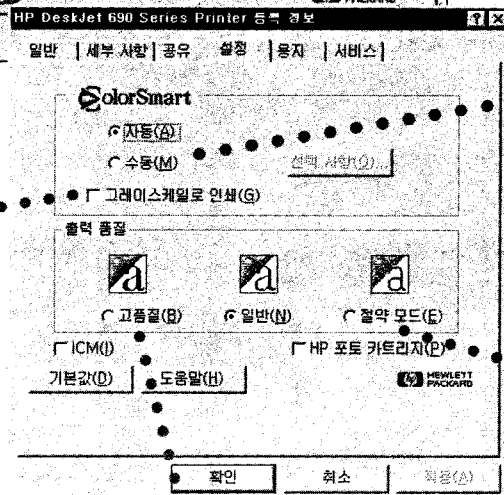 HP DeskJet 690 Series Printer 등록 정보
일반 세부 사항 공유 설정 용지 서비스
ColorSmart
자동(A)
수동(M) 선택 사항(O)...
그레이스케일로 인쇄(G)
출력 품질
a a a
고품질(B) 일반(N) 절약 모드(E)
ICM(I) HP 포토 카트리지(P)
기본값(D) 도움말(H) hp HEWLETT
PACKARD
확인 취소 적용(A)